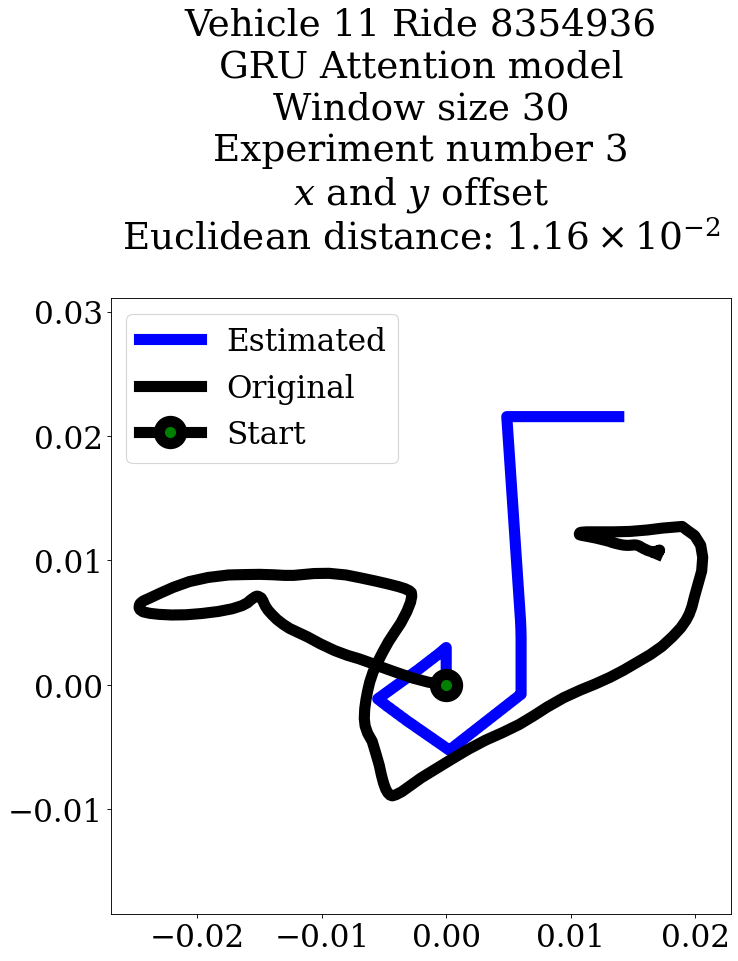 Vehicle 11 Ride 8354936
GRU Attention model
Window size 30
Experiment number 3
x and y offset
Euclidean distance: 1.16 × 10⁻²
0.03
0.02
0.01
0.00
−0.01
Estimated
Original
Start
−0.02 −0.01 0.00 0.01 0.02